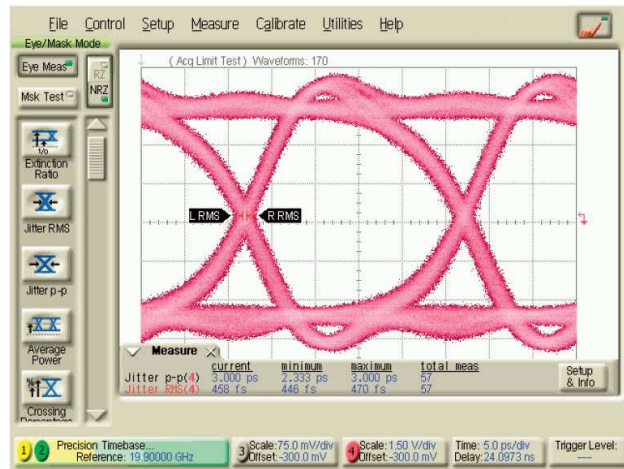 File Control Setup Measure Calibrate Utilities Help
Eye/Mask Mode
Eye Meas
RZ
NRZ
Msk Test
(Acq Limit Test) Waveforms: 170
Extinction
Ratio
Jitter RMS
Jitter p-p
Average
Power
Crossing
L RMS R RMS
Measure
current minimum maximum total meas
Jitter p-p(4) 3.000 ps 2.333 ps 3.000 ps 57
Jitter RMS(4) 458 fs 446 fs 470 fs 57
Setup
& Info
1 2 Precision Timebase...
Reference: 19.90000 GHz
3 Scale:75.0 mV/div
Offset:-300.0 mV
4 Scale:1.50 V/div
Offset:-300.0 mV
Time: 5.0 ps/div
Delay:24.0973 ns
Trigger Level:
---